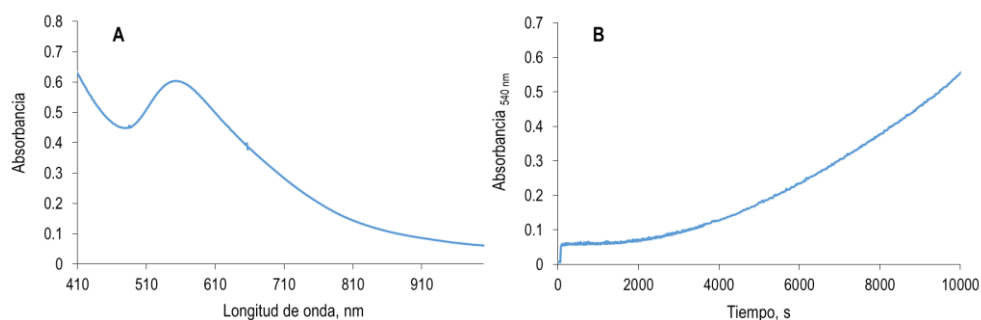 A
Absorbancia
0.8
0.7
0.6
0.5
0.4
0.3
0.2
0.1
0
410 510 610 710 810 910
Longitud de onda, nm
B
Absorbancia 540 nm
0.7
0.6
0.5
0.4
0.3
0.2
0.1
0
0 2000 4000 6000 8000 10000
Tiempo, s